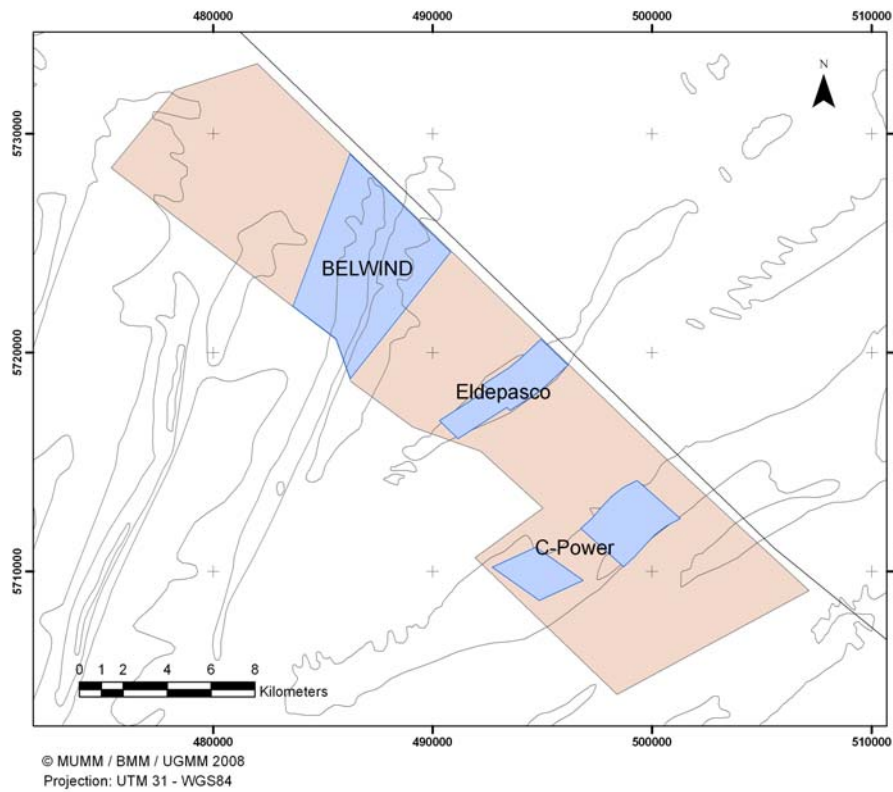 480000 490000 500000 510000
N
5730000
BELWIND
5720000
Eldepasco
C-Power
5710000
0 1 2 4 6 8
Kilometers
480000 490000 500000 510000
© MUMM / BMM / UGMM 2008
Projection: UTM 31 - WGS84